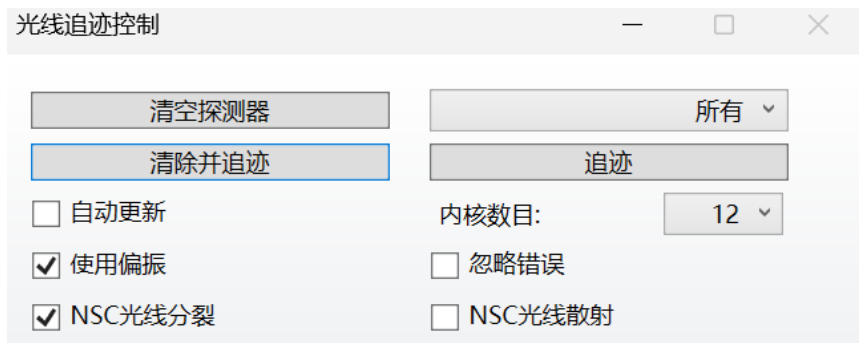 光线追迹控制
清空探测器 所有
清除并追迹 追迹
自动更新 内核数目: 12
使用偏振 忽略错误
NSC光线分裂 NSC光线散射